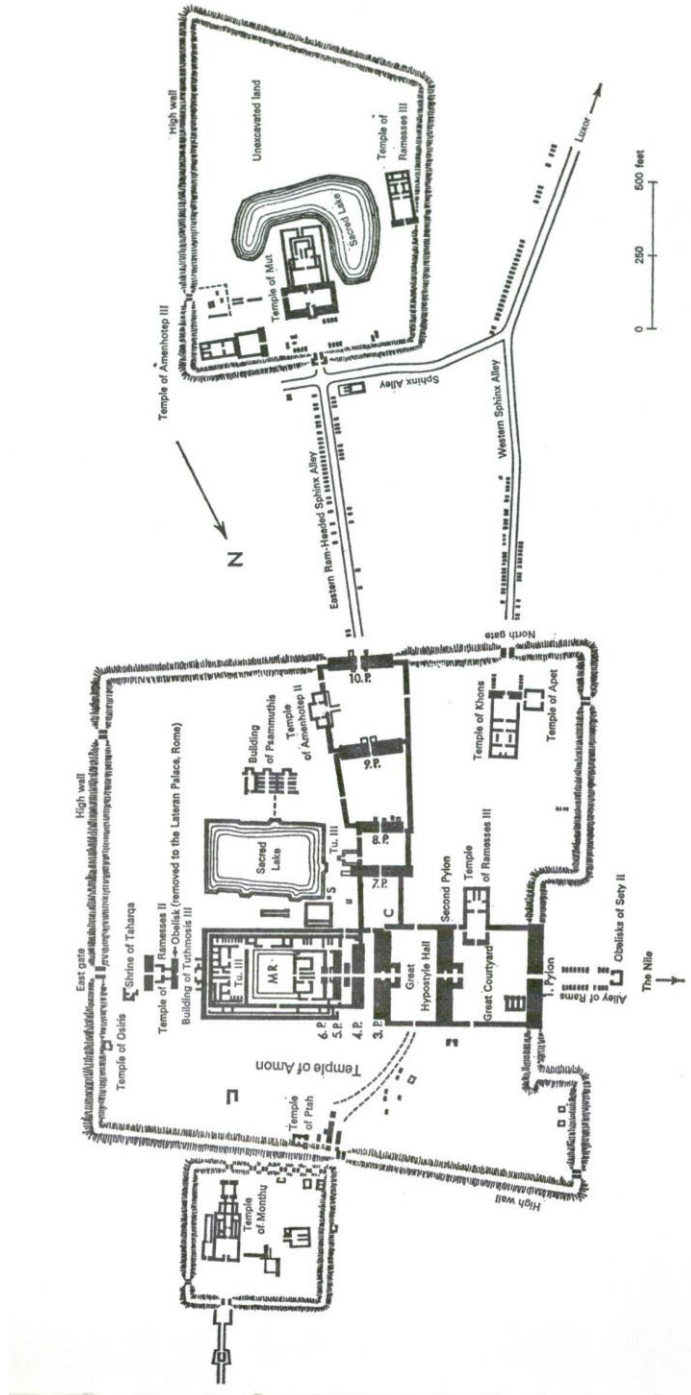 High wall
Unexcavated land
Temple of
Ramesses III
Sacred Lake
Temple of Mut
Temple of Amenhotep III
Luxor
0 250 500 feet
Sphinx Alley
N
Eastern Ram-Headed Sphinx Alley
Western Sphinx Alley
North gate
10. P.
Temple of Khons
Temple of Apet
Temple
of Amenhotep II
Building
of Psammuthis
9. P.
8. P.
7. P.
Tu. III
Sacred
Lake
S
C
High wall
East gate
Shrine of Taharqa
Temple of Ramesses II
Obelisk (removed to the Lateran Palace, Rome)
Building of Tuthmosis III
Temple of Osiris
Tu. III
MR.
6. P.
5. P.
4. P.
3. P.
Temple of Amon
Great
Hypostyle Hall
Second Pylon
Temple
of Ramesses III
Great Courtyard
1. Pylon
Alley of Rams
Obelisks of Sety II
The Nile
Temple
of Ptah
High wall
Temple
of Monthu